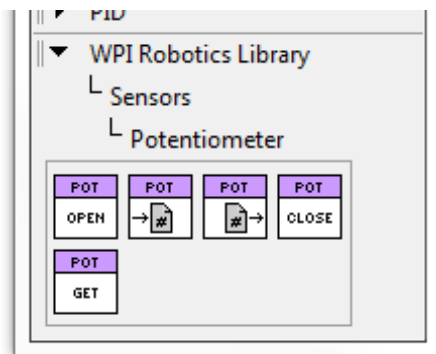 PID
WPI Robotics Library
Sensors
Potentiometer
POT POT POT POT
OPEN # # CLOSE
POT
GET